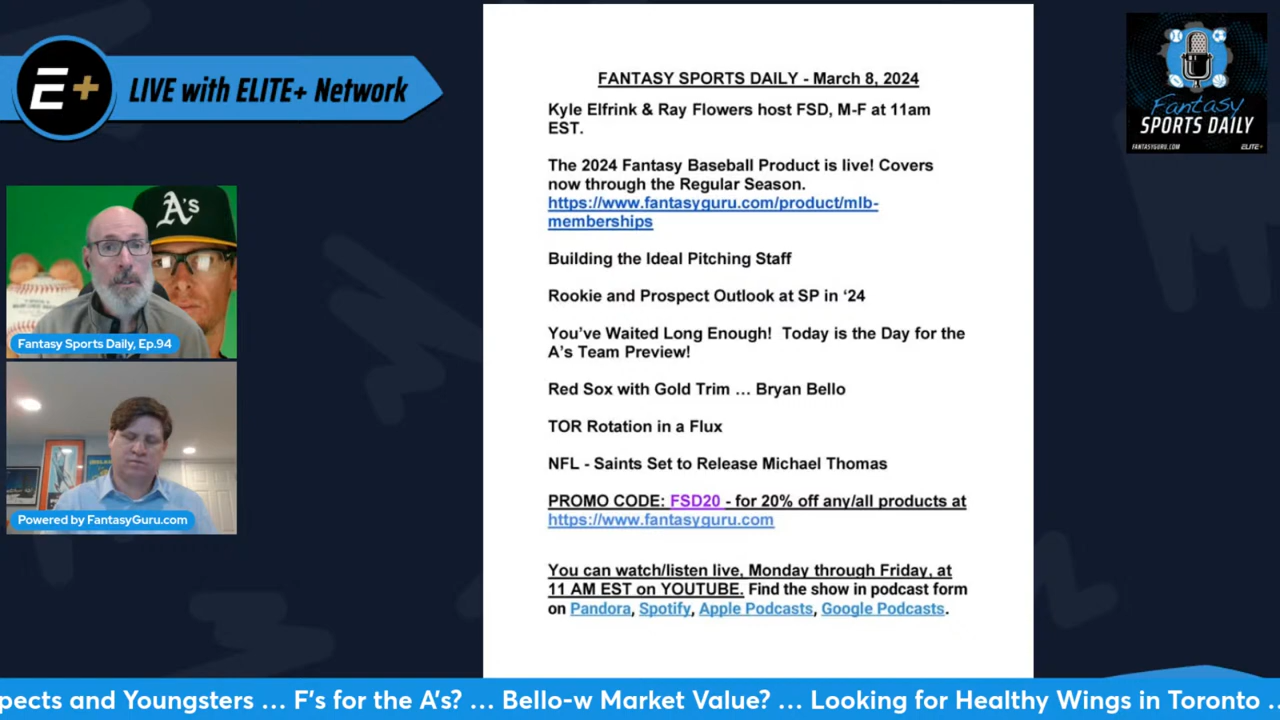 E+ LIVE with ELITE+ Network
A's
Fantasy Sports Daily, Ep.94
Powered by FantasyGuru.com
FANTASY SPORTS DAILY - March 8, 2024
Kyle Elfrink & Ray Flowers host FSD, M-F at 11am
EST.
The 2024 Fantasy Baseball Product is live! Covers
now through the Regular Season.
https://www.fantasyguru.com/product/mlb-
memberships
Building the Ideal Pitching Staff
Rookie and Prospect Outlook at SP in ‘24
You’ve Waited Long Enough!  Today is the Day for the
A’s Team Preview!
Red Sox with Gold Trim … Bryan Bello
TOR Rotation in a Flux
NFL - Saints Set to Release Michael Thomas
PROMO CODE: FSD20 - for 20% off any/all products at
https://www.fantasyguru.com
You can watch/listen live, Monday through Friday, at
11 AM EST on YOUTUBE. Find the show in podcast form
on Pandora, Spotify, Apple Podcasts, Google Podcasts.
Fantasy
SPORTS DAILY
FANTASYGURU.COM ELITE+
pects and Youngsters ... F's for the A's? ... Bello-w Market Value? ... Looking for Healthy Wings in Toronto ..